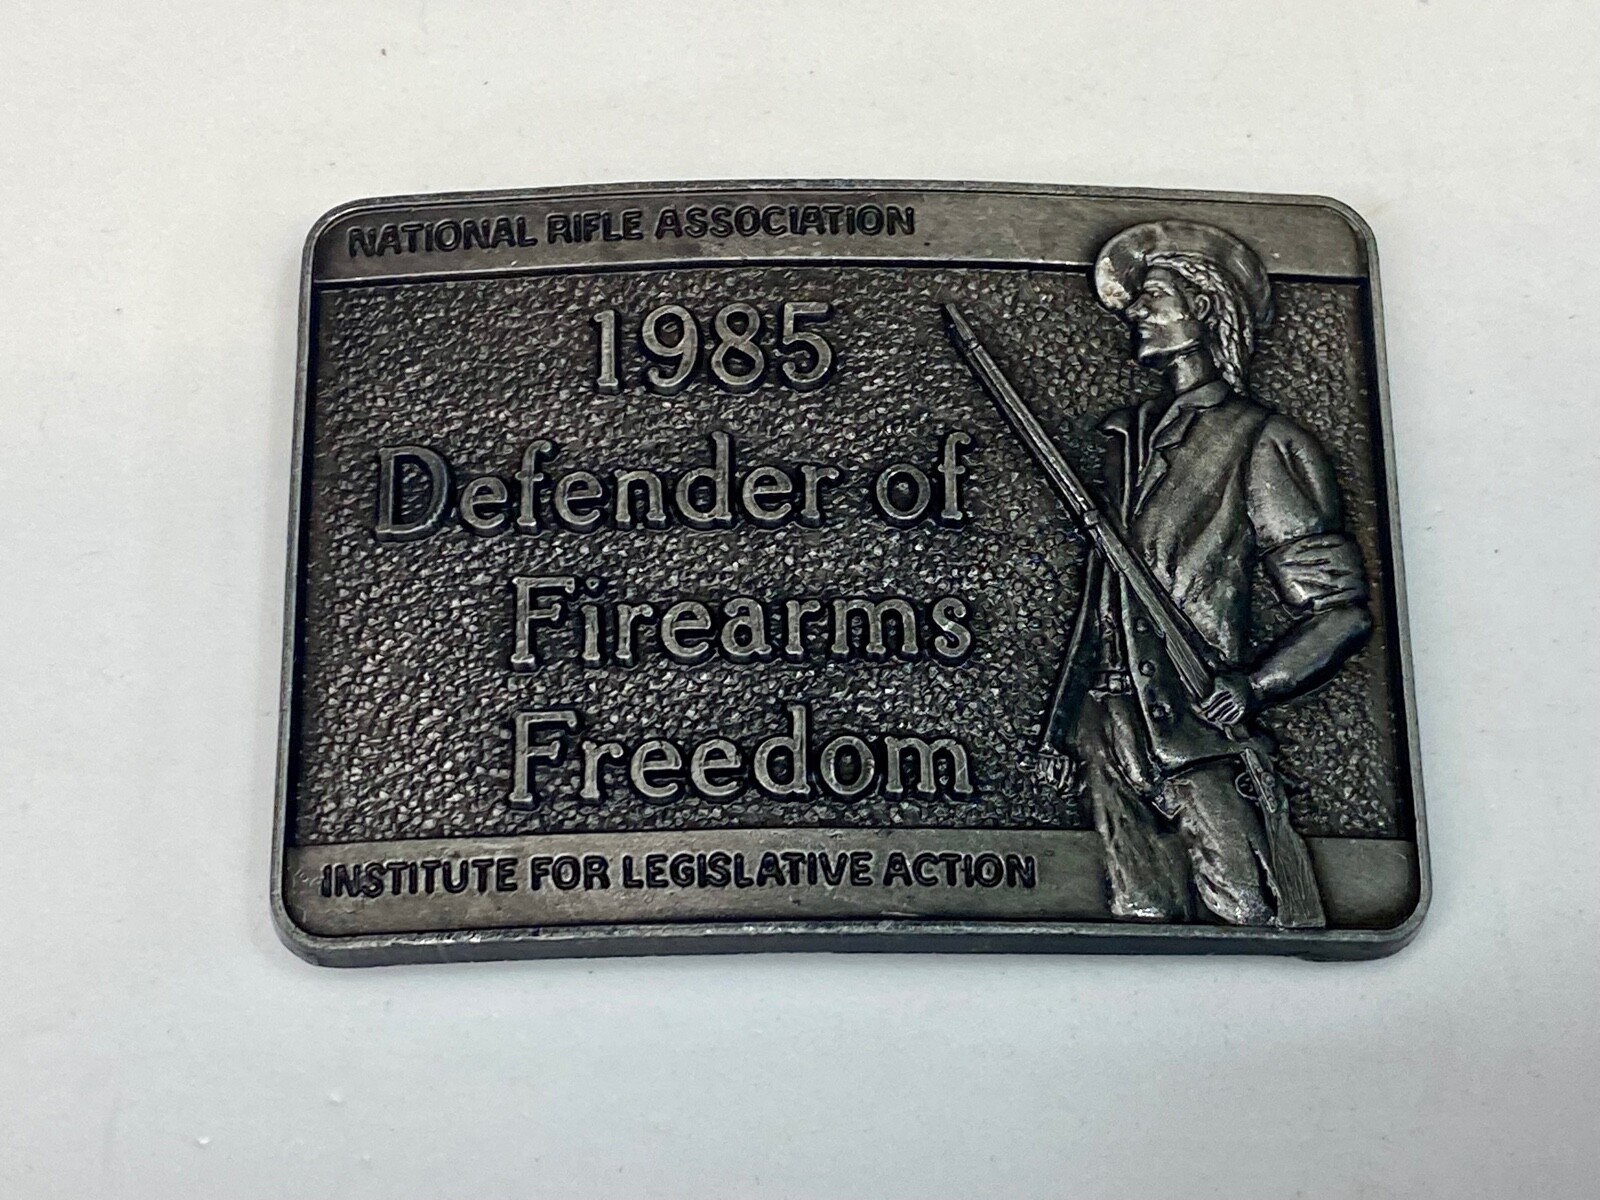 NATIONAL RIFLE ASSOCIATION
1985
Defender of
Firearms
Freedom
INSTITUTE FOR LEGISLATIVE ACTION